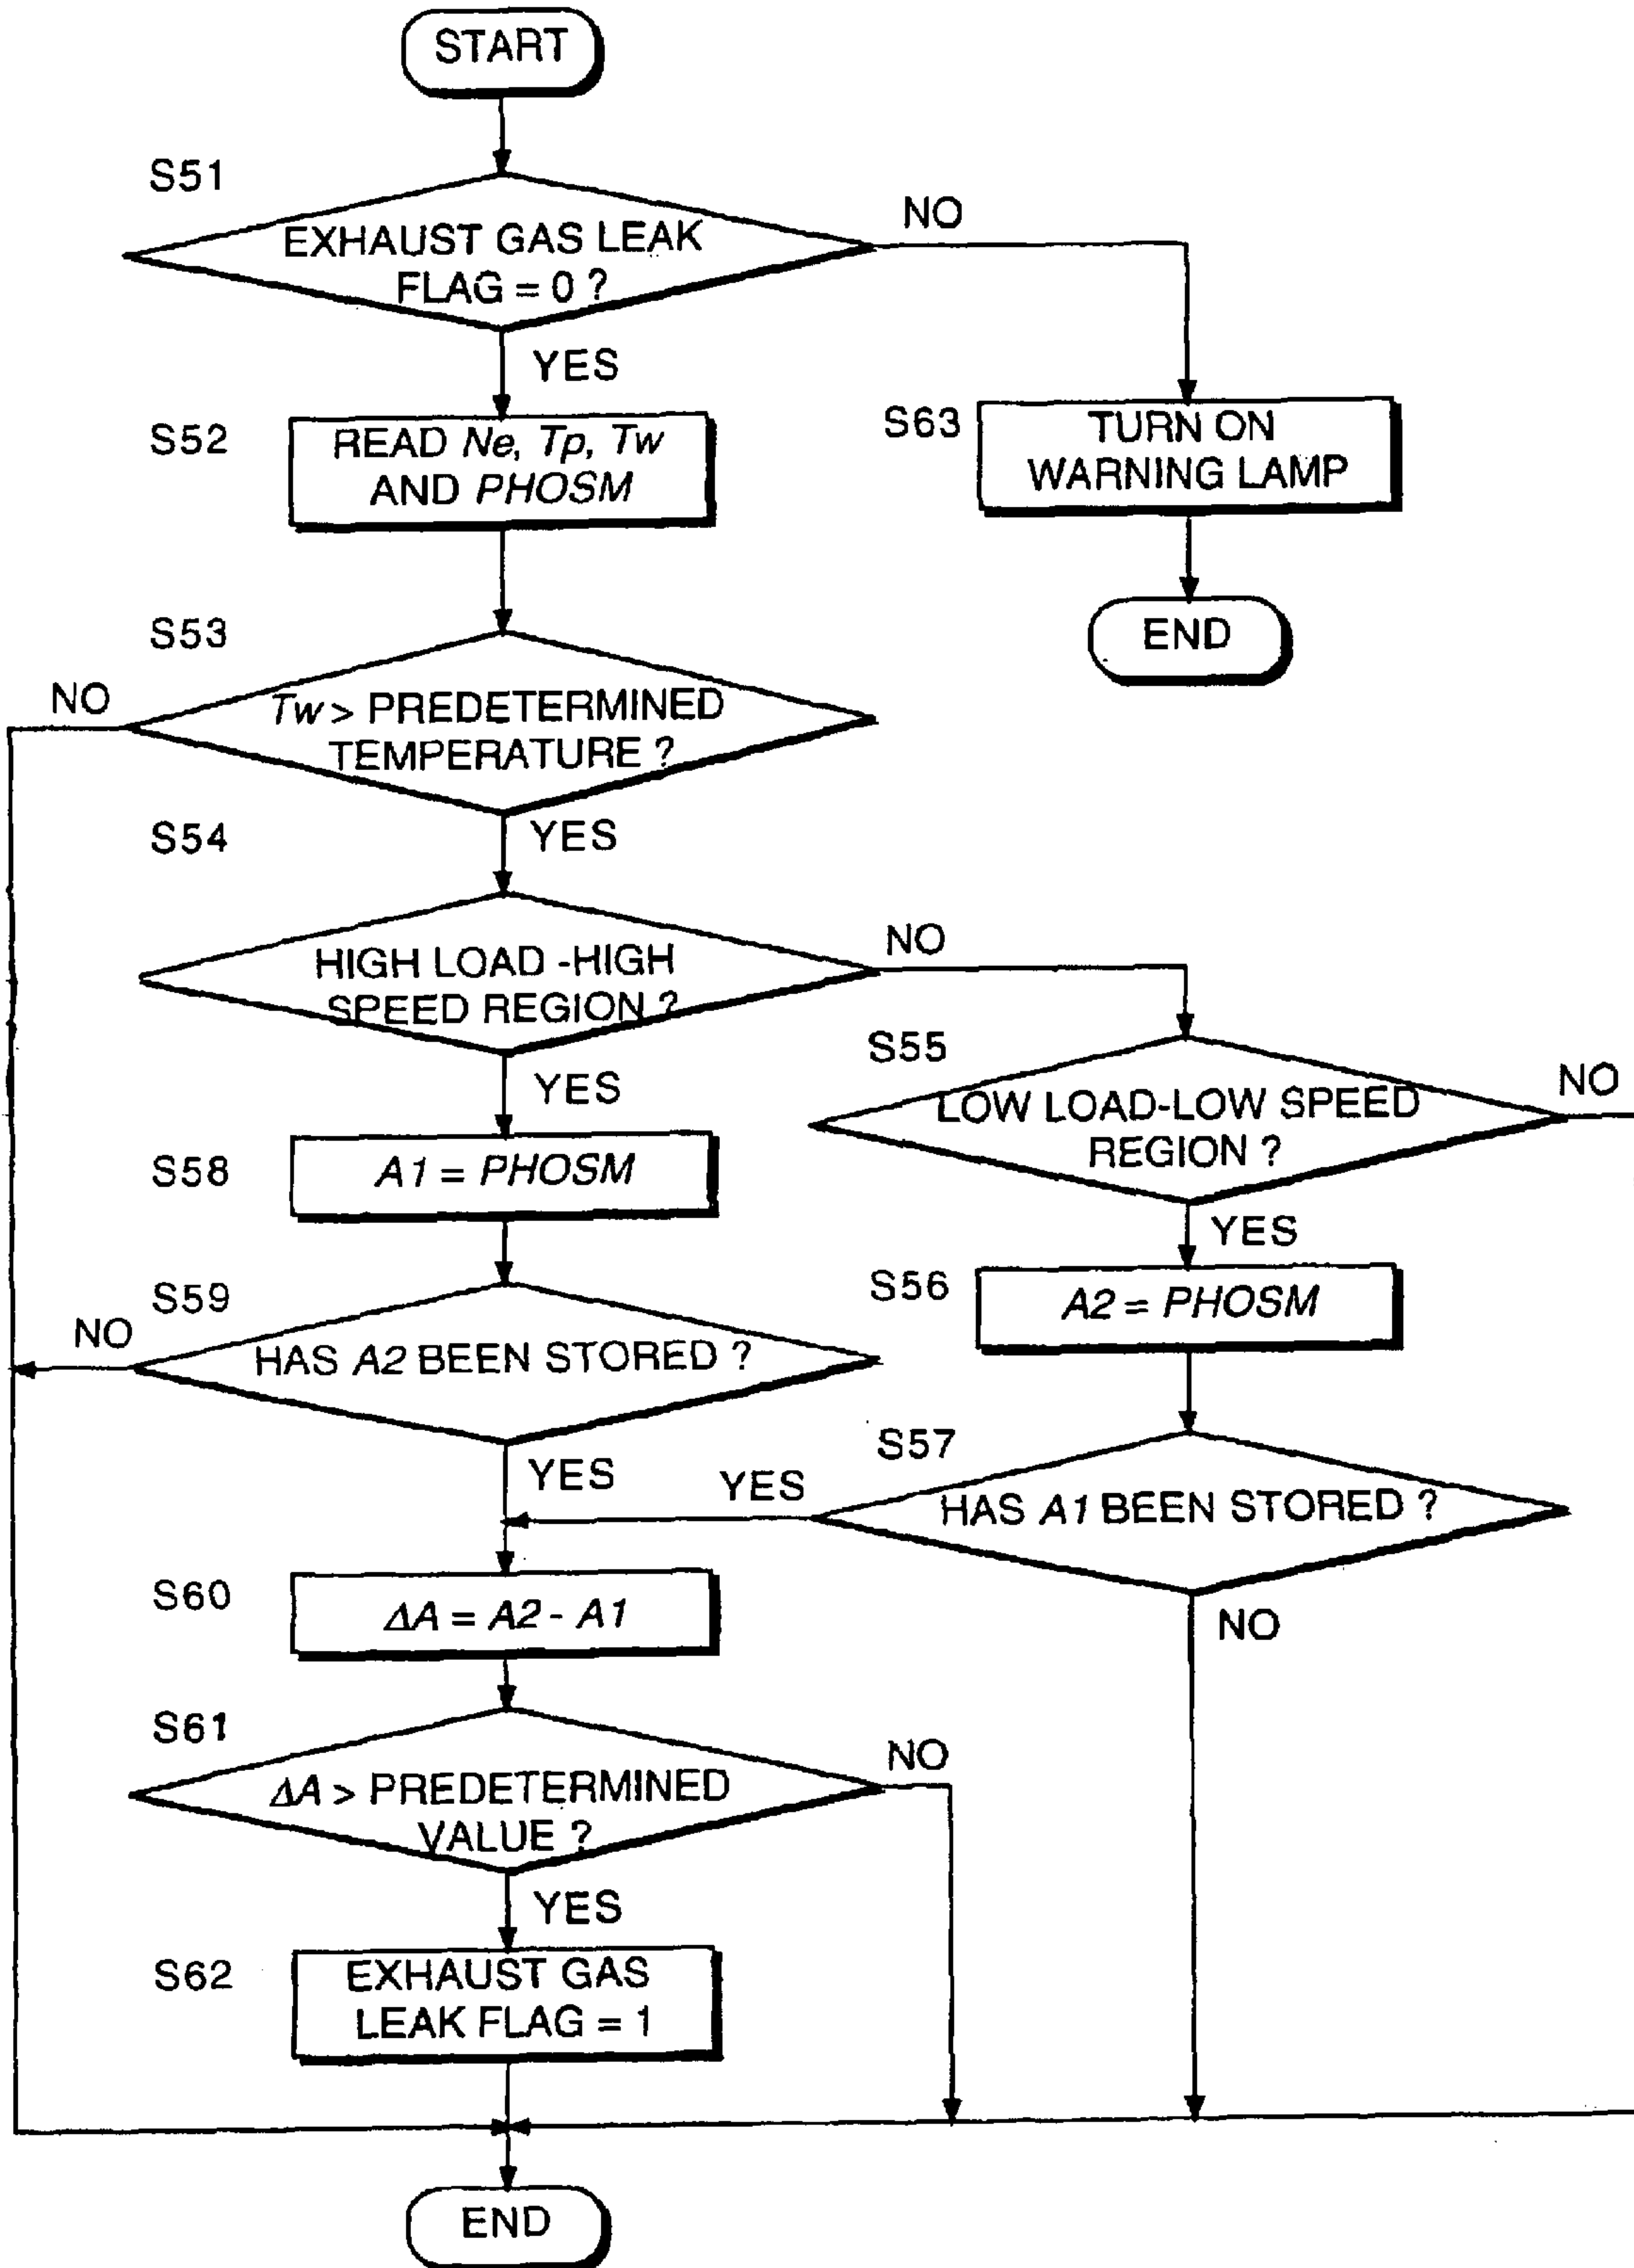 START
S51
EXHAUST GAS LEAK
FLAG = 0 ?
NO
YES
S52
READ Ne, Tp, Tw
AND PHOSM
S63
TURN ON
WARNING LAMP
END
S53
NO
Tw > PREDETERMINED
TEMPERATURE ?
YES
S54
HIGH LOAD -HIGH
SPEED REGION ?
NO
YES
S55
LOW LOAD-LOW SPEED
REGION ?
NO
YES
S58
A1 = PHOSM
S56
A2 = PHOSM
S59
NO
HAS A2 BEEN STORED ?
YES
S57
YES
HAS A1 BEEN STORED ?
NO
S60
ΔA = A2 - A1
S61
NO
ΔA > PREDETERMINED
VALUE ?
YES
S62
EXHAUST GAS
LEAK FLAG = 1
END